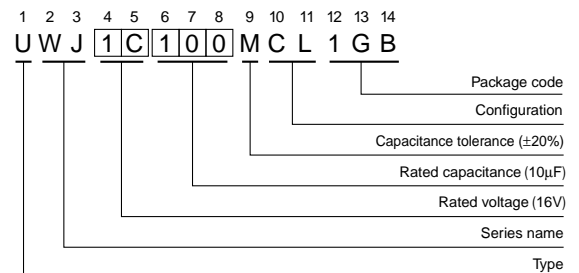 1 2 3 4 5 6 7 8 9 10 11 12 13 14
U W J 1 C 1 0 0 M C L 1 G B
Package code
Configuration
Capacitance tolerance (±20%)
Rated capacitance (10µF)
Rated voltage (16V)
Series name
Type